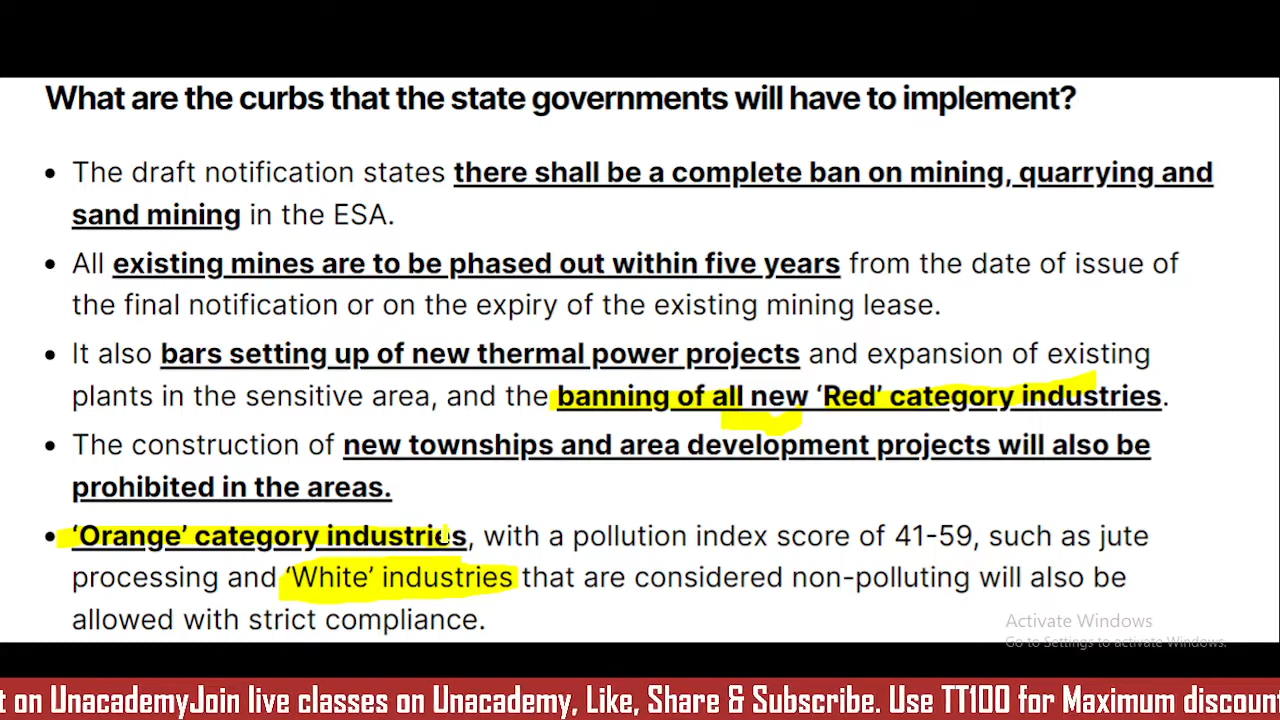 What are the curbs that the state governments will have to implement?
• The draft notification states there shall be a complete ban on mining, quarrying and
sand mining in the ESA.
• All existing mines are to be phased out within five years from the date of issue of
the final notification or on the expiry of the existing mining lease.
• It also bars setting up of new thermal power projects and expansion of existing
plants in the sensitive area, and the banning of all new ‘Red’ category industries.
• The construction of new townships and area development projects will also be
prohibited in the areas.
• ‘Orange’ category industries, with a pollution index score of 41-59, such as jute
processing and ‘White’ industries that are considered non-polluting will also be
allowed with strict compliance.
Activate Windows
Go to Settings to activate Windows.
t on UnacademyJoin live classes on Unacademy, Like, Share & Subscribe. Use TT100 for Maximum discoun